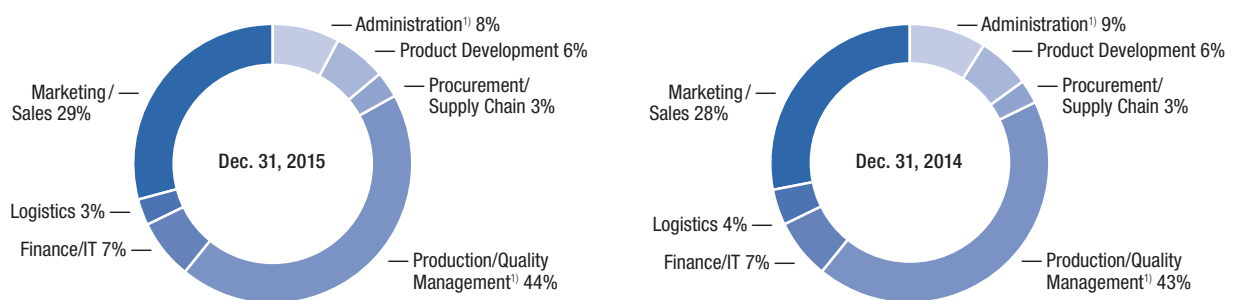 Administration¹⁾ 8%
Product Development 6%
Procurement/
Supply Chain 3%
Marketing/
Sales 29%
Dec. 31, 2015
Logistics 3%
Finance/IT 7%
Production/Quality
Management¹⁾ 44%
Administration¹⁾ 9%
Product Development 6%
Procurement/
Supply Chain 3%
Marketing/
Sales 28%
Dec. 31, 2014
Logistics 4%
Finance/IT 7%
Production/Quality
Management¹⁾ 43%